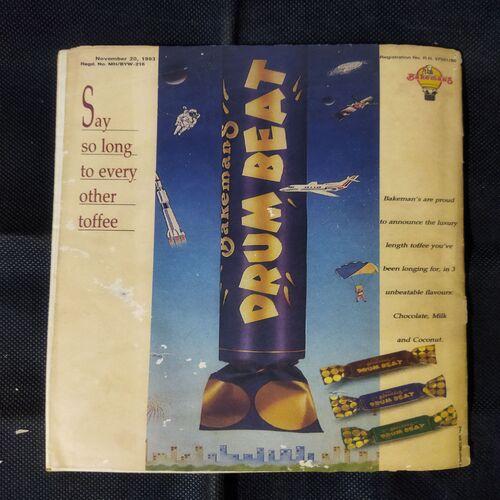 November 20, 1993
Regd. No. MH/BYW-216
Registration No. R.N.
Bakemans
Say
so long
to every
other
toffee
Bakemans
DRUM BEAT
Bakeman's are proud
to announce the luxury
length toffee you've
been longing for, in 3
unbeatable flavours:
Chocolate, Milk
and Coconut.
DRUM BEAT
DRUM BEAT
DRUM BEAT